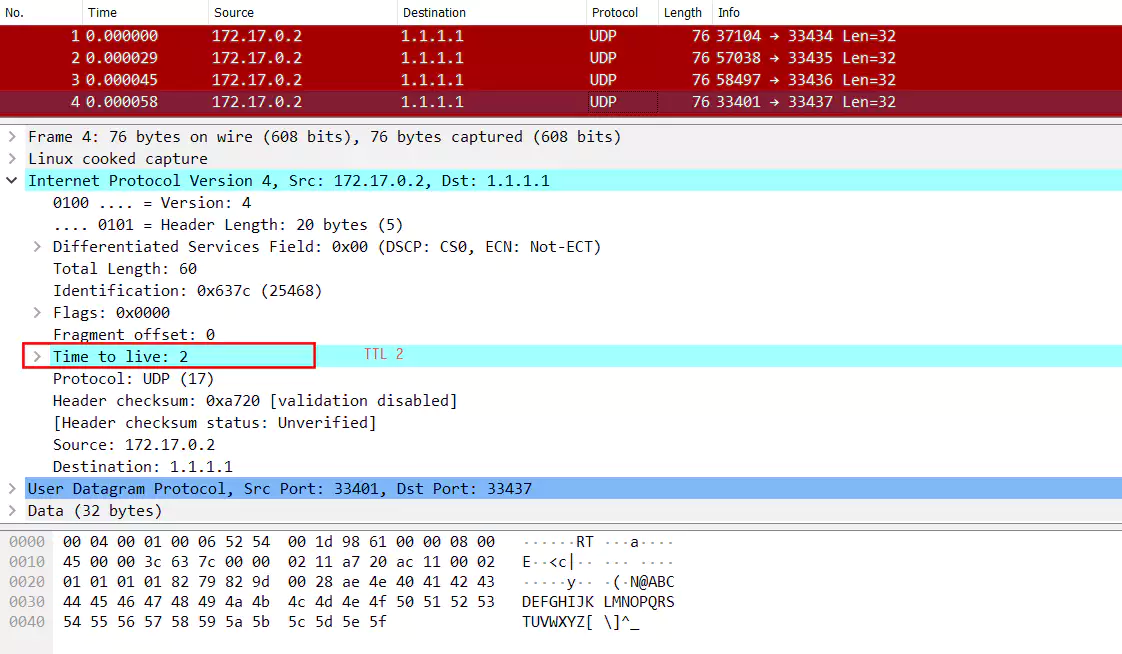 No. Time Source Destination Protocol Length Info
1 0.000000 172.17.0.2 1.1.1.1 UDP 76 37104 → 33434 Len=32
2 0.000029 172.17.0.2 1.1.1.1 UDP 76 57038 → 33435 Len=32
3 0.000045 172.17.0.2 1.1.1.1 UDP 76 58497 → 33436 Len=32
4 0.000058 172.17.0.2 1.1.1.1 UDP 76 33401 → 33437 Len=32
Frame 4: 76 bytes on wire (608 bits), 76 bytes captured (608 bits)
Linux cooked capture
Internet Protocol Version 4, Src: 172.17.0.2, Dst: 1.1.1.1
0100 .... = Version: 4
.... 0101 = Header Length: 20 bytes (5)
Differentiated Services Field: 0x00 (DSCP: CS0, ECN: Not-ECT)
Total Length: 60
Identification: 0x637c (25468)
Flags: 0x0000
Fragment offset: 0
Time to live: 2 TTL 2
Protocol: UDP (17)
Header checksum: 0xa720 [validation disabled]
[Header checksum status: Unverified]
Source: 172.17.0.2
Destination: 1.1.1.1
User Datagram Protocol, Src Port: 33401, Dst Port: 33437
Data (32 bytes)
0000 00 04 00 01 00 06 52 54 00 1d 98 61 00 00 08 00 ······RT ···a····
0010 45 00 00 3c 63 7c 00 00 02 11 a7 20 ac 11 00 02 E··<c|·· ··· ····
0020 01 01 01 01 82 79 82 9d 00 28 ae 4e 40 41 42 43 ·····y·· ·(·N@ABC
0030 44 45 46 47 48 49 4a 4b 4c 4d 4e 4f 50 51 52 53 DEFGHIJK LMNOPQRS
0040 54 55 56 57 58 59 5a 5b 5c 5d 5e 5f TUVWXYZ[ \]^_